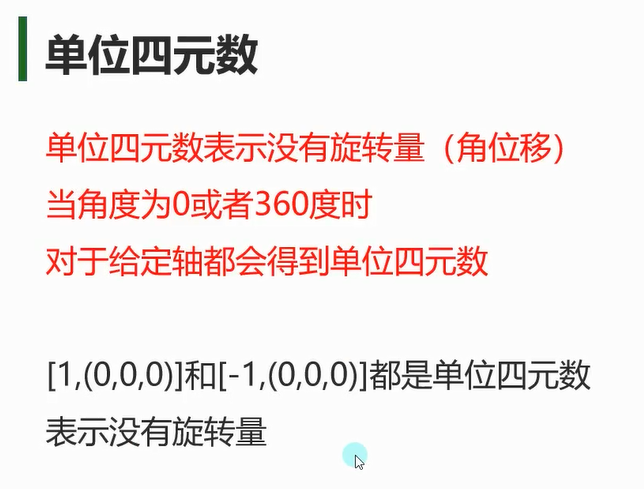 单位四元数
单位四元数表示没有旋转量（角位移）
当角度为0或者360度时
对于给定轴都会得到单位四元数
[1,(0,0,0)]和[-1,(0,0,0)]都是单位四元数
表示没有旋转量